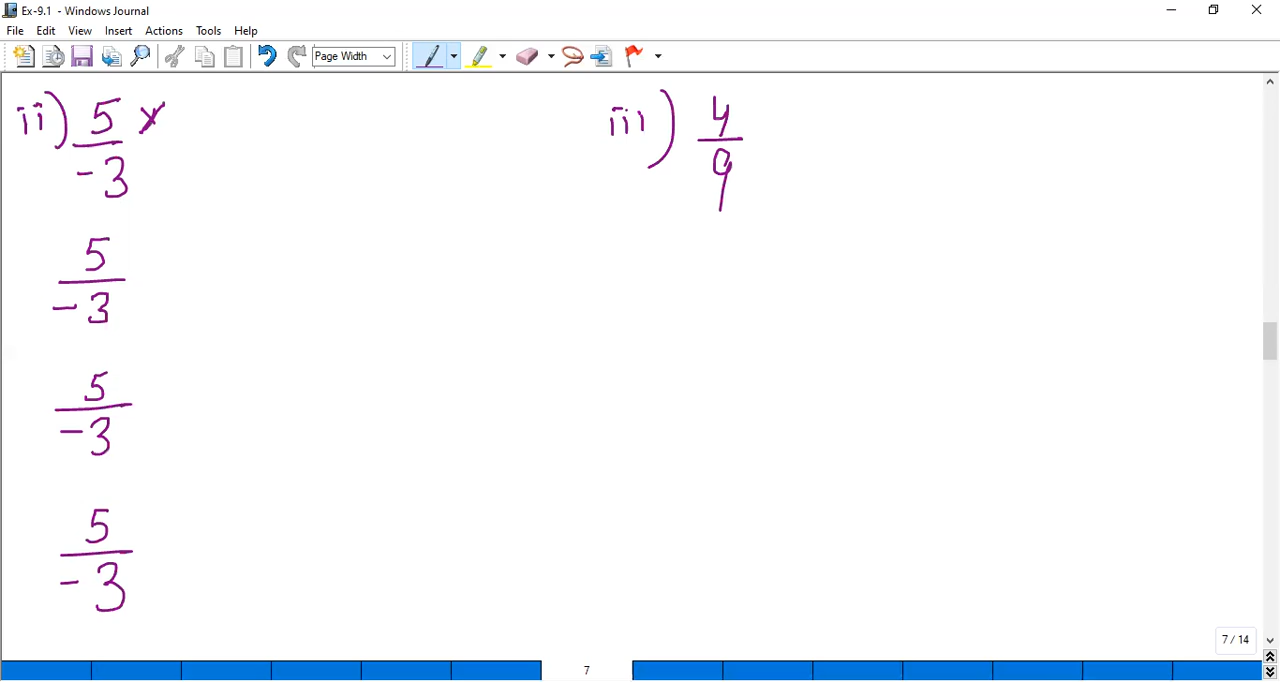 Ex-9.1 - Windows Journal
File Edit View Insert Actions Tools Help
Page Width
ii) 5 ×
-3
iii) 4
9
5
-3
5
-3
5
-3
7 / 14
7